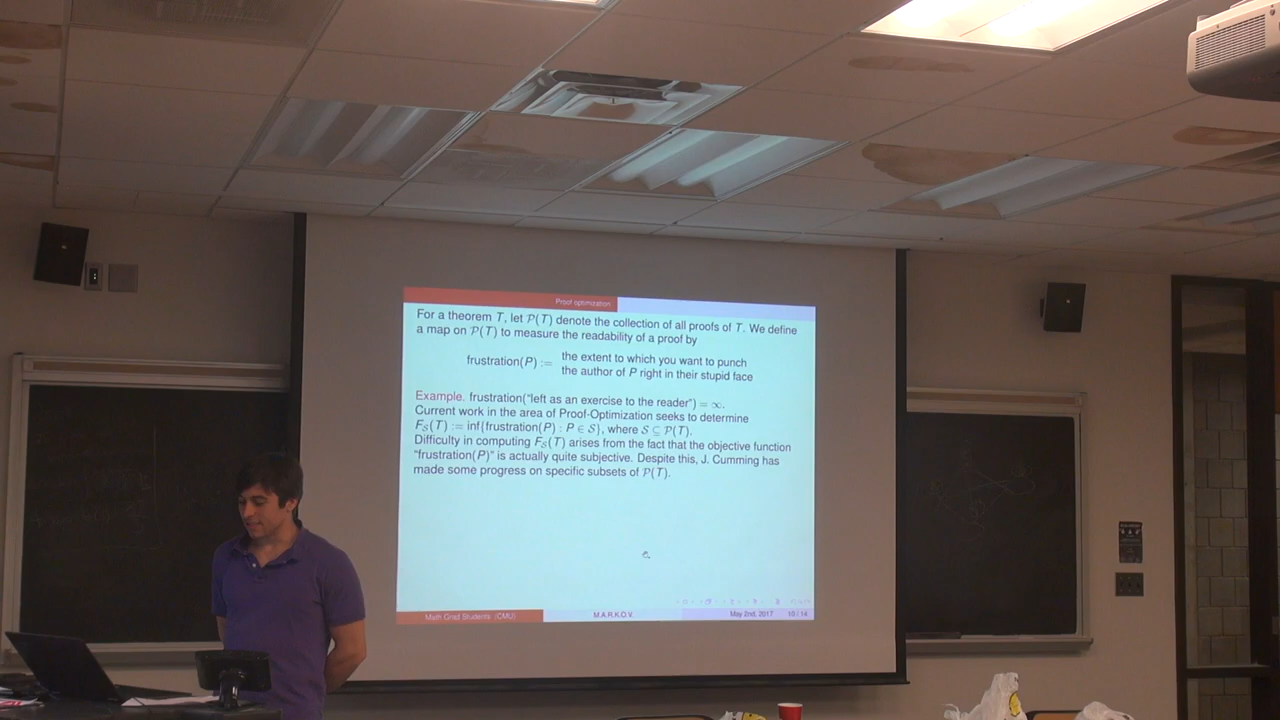 Proof optimization
For a theorem T, let P(T) denote the collection of all proofs of T. We define
a map on P(T) to measure the readability of a proof by
frustration(P) := the extent to which you want to punch
the author of P right in their stupid face
Example. frustration("left as an exercise to the reader") = ∞.
Current work in the area of Proof-Optimization seeks to determine
F_S(T) := inf{frustration(P) : P ∈ S}, where S ⊆ P(T).
Difficulty in computing F_S(T) arises from the fact that the objective function
"frustration(P)" is actually quite subjective. Despite this, J. Cumming has
made some progress on specific subsets of P(T).
Math Grad Students (CMU) M.A.R.K.O.V. May 2nd, 2017 10 / 14